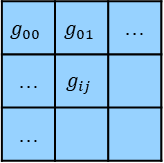 g₀₀ g₀₁ ...
... gᵢⱼ
...